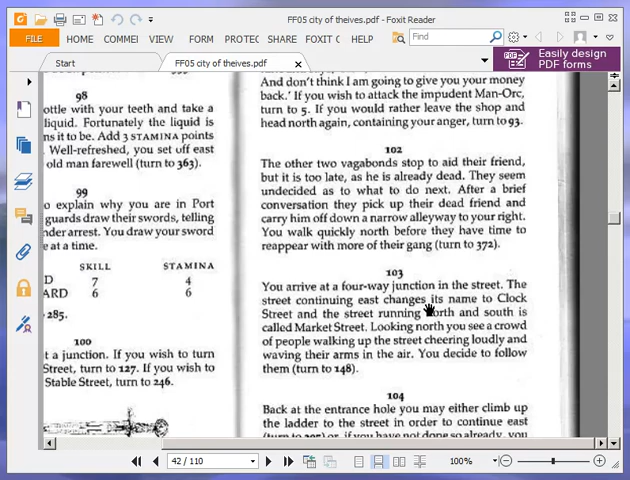 FF05 city of theives.pdf - Foxit Reader
FILE
HOME
COMMEI
VIEW
PROTECT
SHARE
FOXIT C
Find
Start
FF05 city of theives.pdf
Easily design
PDF forms
98
ottle with your teeth and take a
liquid. Fortunately the liquid is
ns it to be. Add 3 STAMINA points
Well-refreshed, you set off east
old man farewell (turn to 363).
99
o explain why you are in Port
guards draw their swords, telling
nder arrest. You draw your sword
e at a time.
SKILL STAMINA
D 7 4
ARD 6 6
285.
100
t a junction. If you wish to turn
Street, turn to 127. If you wish to
Stable Street, turn to 246.
And don't think I am going to give you your money
back.' If you wish to attack the impudent Man-Orc,
turn to 5. If you would rather leave the shop and
head north again, containing your anger, turn to 93.
102
The other two vagabonds stop to aid their friend,
but it is too late, as he is already dead. They seem
undecided as to what to do next. After a brief
conversation they pick up their dead friend and
carry him off down a narrow alleyway to your right.
You walk quickly north before they have time to
reappear with more of their gang (turn to 372).
103
You arrive at a four-way junction in the street. The
street continuing east changes its name to Clock
Street and the street running north and south is
called Market Street. Looking north you see a crowd
of people walking up the street cheering loudly and
waving their arms in the air. You decide to follow
them (turn to 148).
104
Back at the entrance hole you may either climb up
the ladder to the street in order to continue east
or, if you have not done so already, you
42 / 110
100%